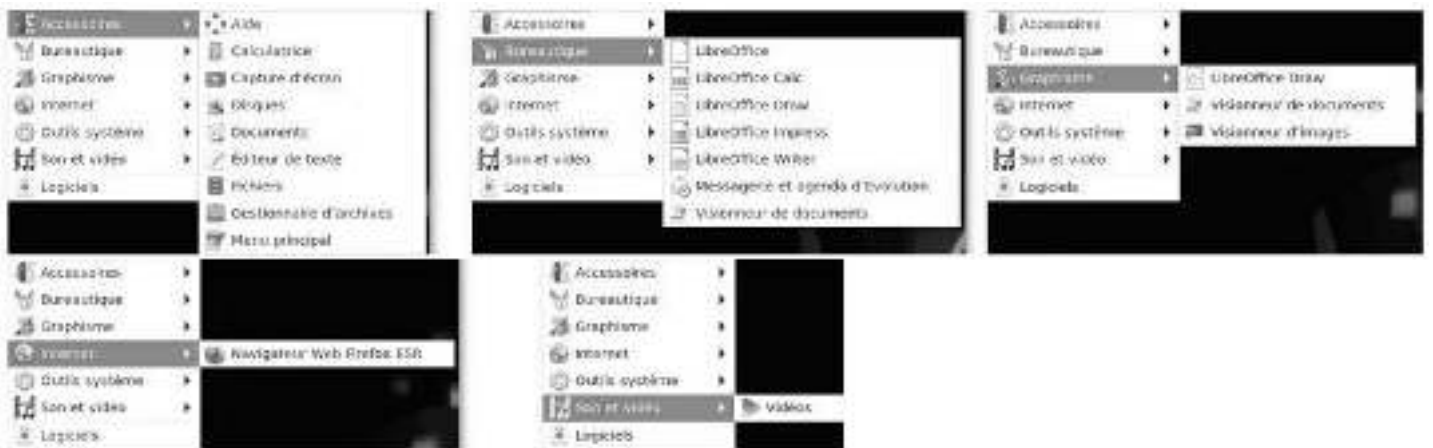 Accessoires
Bureautique
Graphisme
Internet
Outils système
Son et vidéo
Logiciels
Aide
Calculatrice
Capture d'écran
Disques
Documents
Éditeur de texte
Fichiers
Gestionnaire d'archives
Menu principal
Accessoires
Bureautique
Graphisme
Internet
Outils système
Son et vidéo
Logiciels
LibreOffice
LibreOffice Calc
LibreOffice Draw
LibreOffice Impress
LibreOffice Writer
Messagerie et agenda d'Evolution
Visionneur de documents
Accessoires
Bureautique
Graphisme
Internet
Outils système
Son et vidéo
Logiciels
LibreOffice Draw
Visionneur de documents
Visionneur d'images
Accessoires
Bureautique
Graphisme
Internet
Outils système
Son et vidéo
Logiciels
Navigateur Web Firefox ESR
Accessoires
Bureautique
Graphisme
Internet
Outils système
Son et vidéo
Logiciels
Vidéos